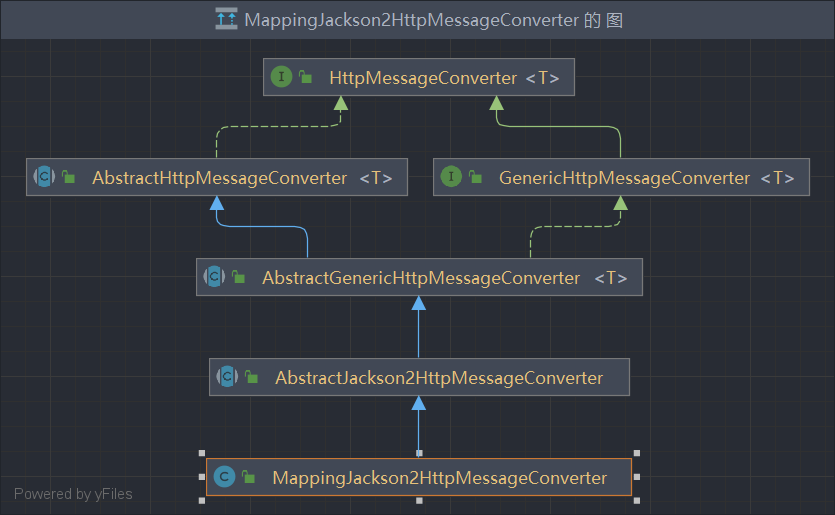 MappingJackson2HttpMessageConverter 的图
I HttpMessageConverter <T>
C AbstractHttpMessageConverter <T>
I GenericHttpMessageConverter <T>
C AbstractGenericHttpMessageConverter <T>
C AbstractJackson2HttpMessageConverter
C MappingJackson2HttpMessageConverter
Powered by yFiles